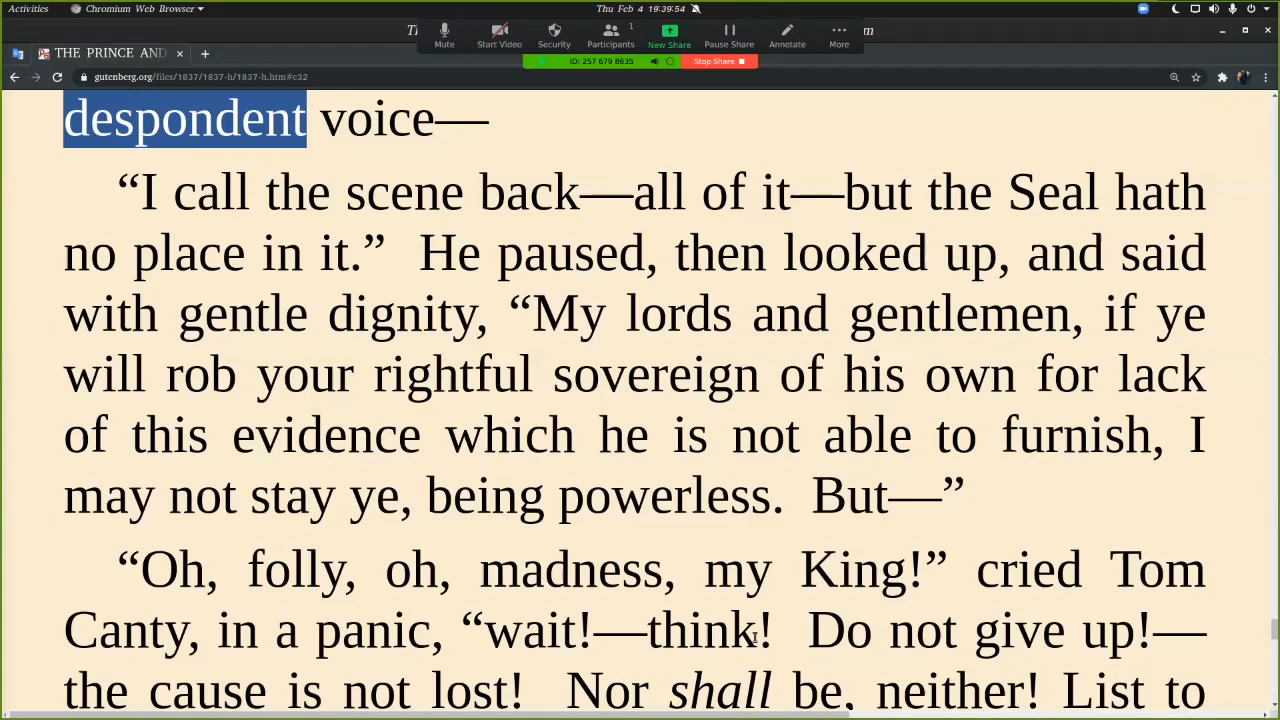 Activities Chromium Web Browser Thu Feb 4 19:39:54
Mute Start Video Security Participants 1 New Share Pause Share Annotate More
ID: 257 679 8635 Stop Share
THE PRINCE AND
gutenberg.org/files/1837/1837-h/1837-h.htm#c32
despondent voice—
“I call the scene back—all of it—but the Seal hath
no place in it.” He paused, then looked up, and said
with gentle dignity, “My lords and gentlemen, if ye
will rob your rightful sovereign of his own for lack
of this evidence which he is not able to furnish, I
may not stay ye, being powerless. But—”
“Oh, folly, oh, madness, my King!” cried Tom
Canty, in a panic, “wait!—think! Do not give up!—
the cause is not lost! Nor shall be, neither! List to